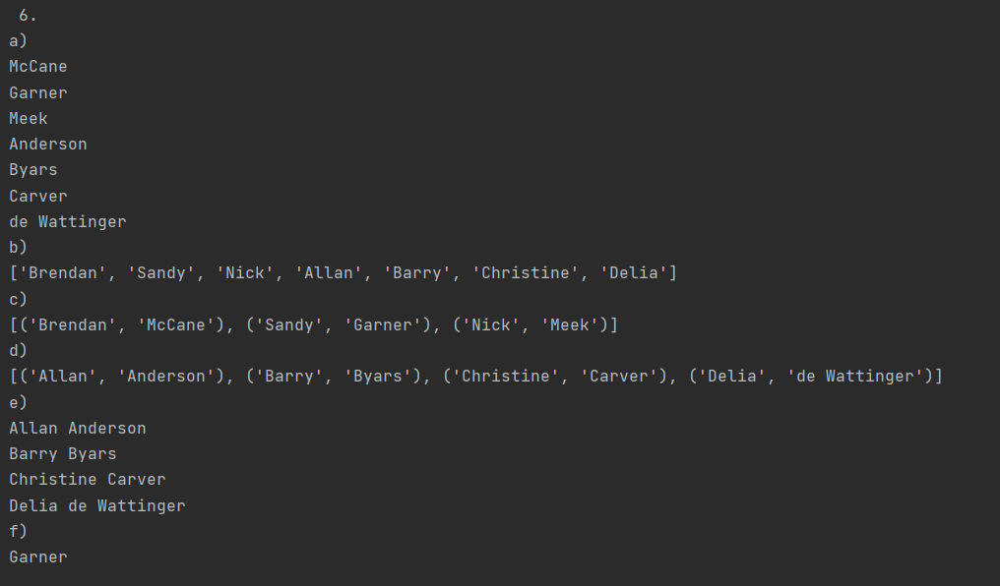 6.
a)
McCane
Garner
Meek
Anderson
Byars
Carver
de Wattinger
b)
['Brendan', 'Sandy', 'Nick', 'Allan', 'Barry', 'Christine', 'Delia']
c)
[('Brendan', 'McCane'), ('Sandy', 'Garner'), ('Nick', 'Meek')]
d)
[('Allan', 'Anderson'), ('Barry', 'Byars'), ('Christine', 'Carver'), ('Delia', 'de Wattinger')]
e)
Allan Anderson
Barry Byars
Christine Carver
Delia de Wattinger
f)
Garner